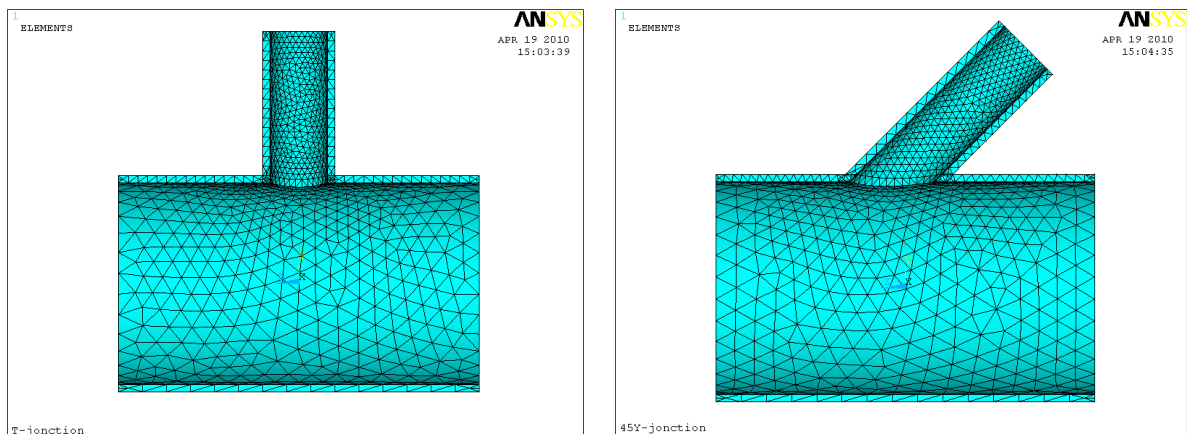 1
ELEMENTS
ANSYS
APR 19 2010
15:03:39
T-jonction
1
ELEMENTS
ANSYS
APR 19 2010
15:04:35
45Y-jonction